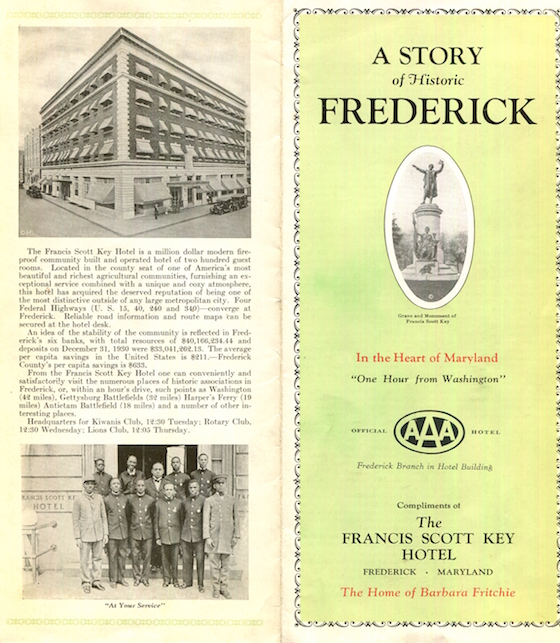 The Francis Scott Key Hotel is a million dollar modern fire-
proof community built and operated hotel of two hundred guest
rooms. Located in the county seat of one of America's most
beautiful and richest agricultural communities, furnishing an ex-
ceptional service combined with a unique and cozy atmosphere,
this hotel has acquired the deserved reputation of being one of
the most distinctive outside of any large metropolitan city. Four
Federal Highways (U. S. 15, 40, 240 and 340)—converge at
Frederick. Reliable road information and route maps can be
secured at the hotel desk.
An idea of the stability of the community is reflected in Fred-
erick's six banks, with total resources of $40,166,234.44 and
deposits on December 31, 1930 were $33,041,262.13. The average
per capita savings in the United States is $211.—Frederick
County's per capita savings is $633.
From the Francis Scott Key Hotel one can conveniently and
satisfactorily visit the numerous places of historic associations in
Frederick, or, within an hour's drive, such points as Washington
(42 miles), Gettysburg Battlefields (32 miles) Harper's Ferry (19
miles) Antietam Battlefield (18 miles) and a number of other in-
teresting places.
Headquarters for Kiwanis Club, 12:30 Tuesday; Rotary Club,
12:30 Wednesday; Lions Club, 12:05 Thursday.
RANCIS SCOTT KEY
HOTEL
"At Your Service"
A STORY
of Historic
FREDERICK
Grave and Monument of
Francis Scott Key
In the Heart of Maryland
"One Hour from Washington"
OFFICIAL AAA HOTEL
Frederick Branch in Hotel Building
Compliments of
The
FRANCIS SCOTT KEY
HOTEL
FREDERICK - MARYLAND
The Home of Barbara Fritchie